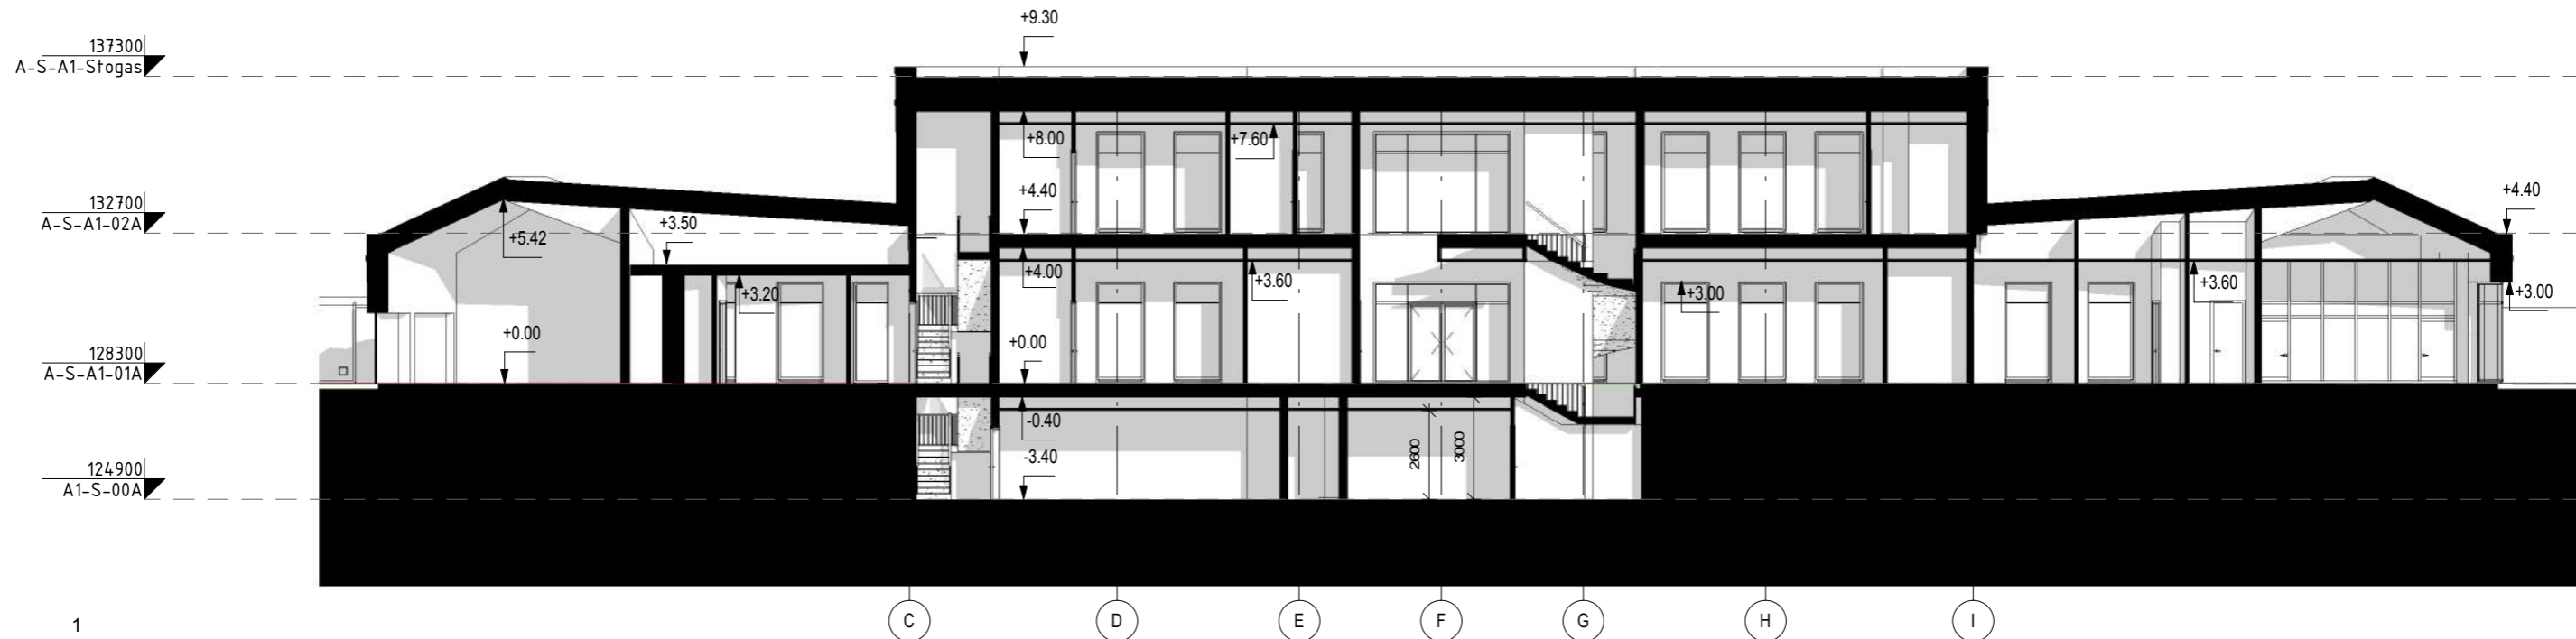 +9.30
137300
A-S-A1-Stogas
+8.00
+7.60
132700
A-S-A1-02A
+4.40
+4.40
+3.50
+5.42
+4.00
+3.60
+3.20
+3.00
+3.60
+3.00
128300
A-S-A1-01A
+0.00
+0.00
-0.40
2600
3000
124900
A1-S-00A
-3.40
1
C
D
E
F
G
H
I